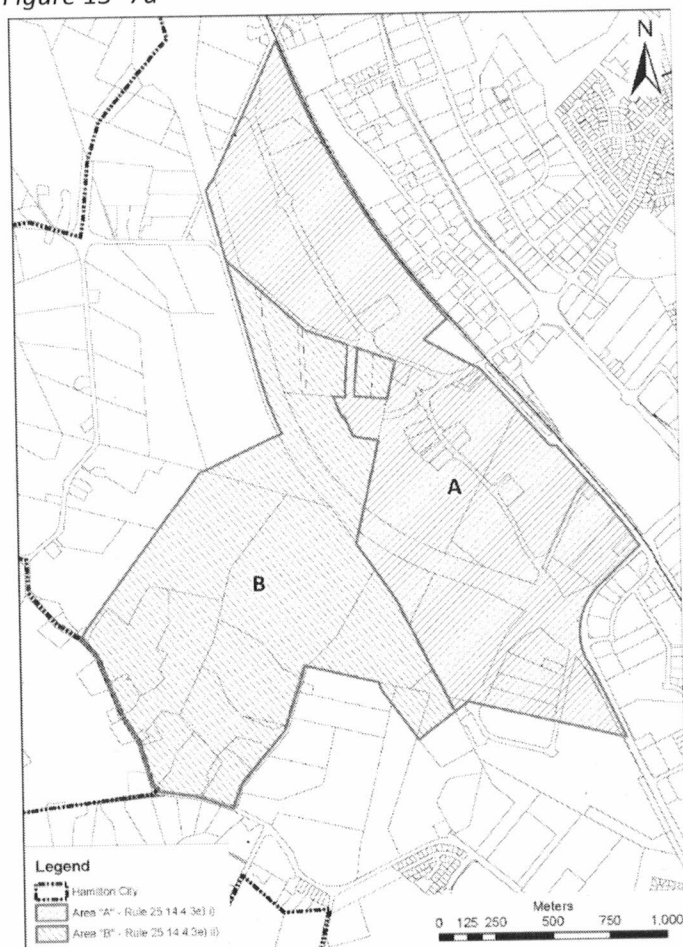 Figure 15-7a
N
A
B
Legend
Hamilton City
Area "A" - Rule 25.14.4.3e) i)
Area "B" - Rule 25.14.4.3e) ii)
Meters
0 125 250 500 750 1,000